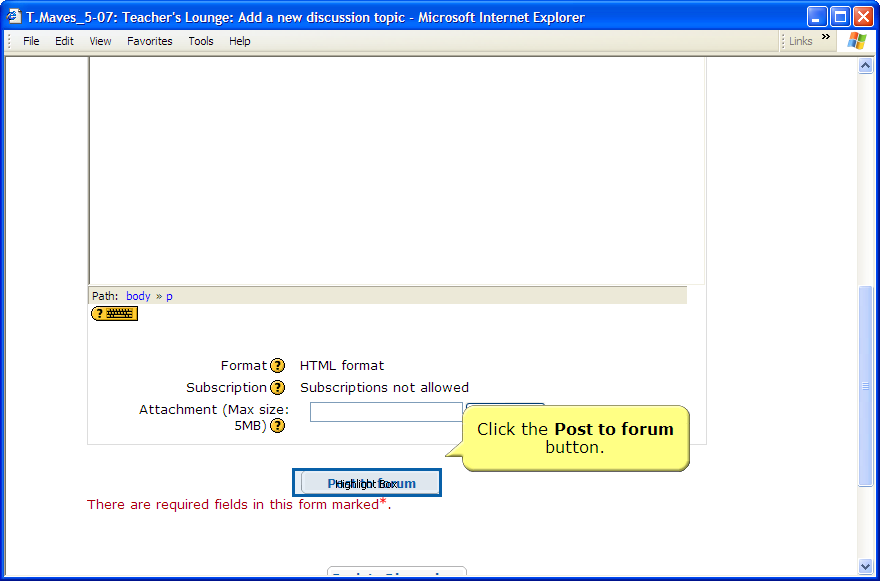 T.Maves_5-07: Teacher's Lounge: Add a new discussion topic - Microsoft Internet Explorer
File Edit View Favorites Tools Help Links »
Path: body » p
?
Format ? HTML format
Subscription ? Subscriptions not allowed
Attachment (Max size:
5MB) ?
Click the Post to forum
button.
Highlight Box
There are required fields in this form marked*.